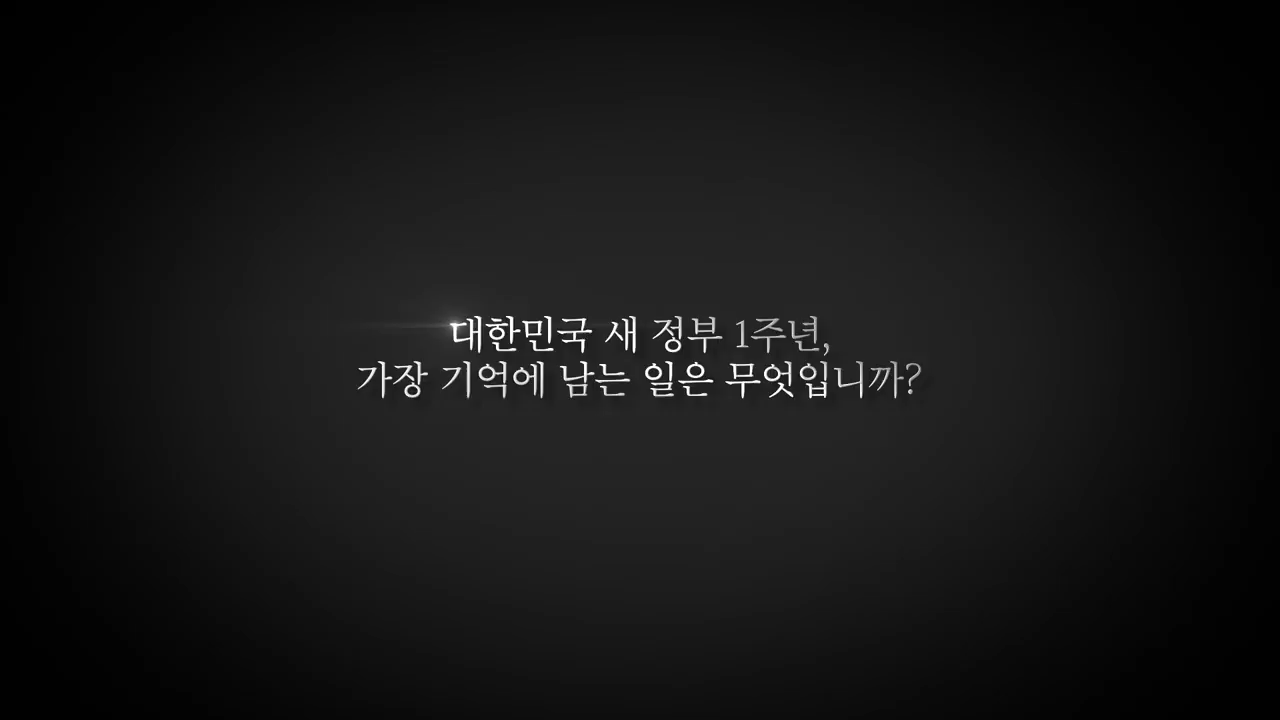 대한민국 새 정부 1주년,
가장 기억에 남는 일은 무엇입니까?